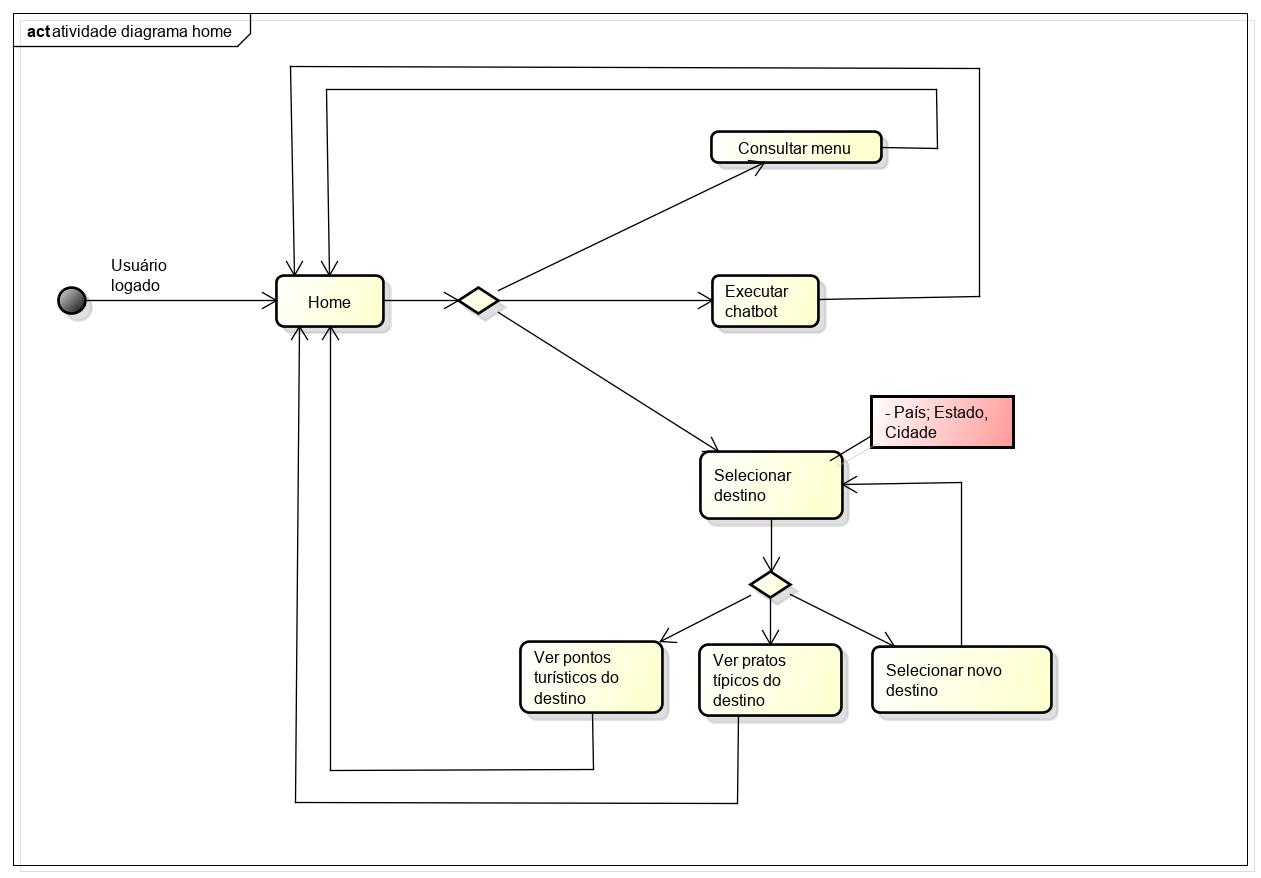 act atividade diagrama home
Consultar menu
Usuário
logado
Home
Executar
chatbot
- País; Estado,
Cidade
Selecionar
destino
Ver pontos
turísticos do
destino
Ver pratos
típicos do
destino
Selecionar novo
destino